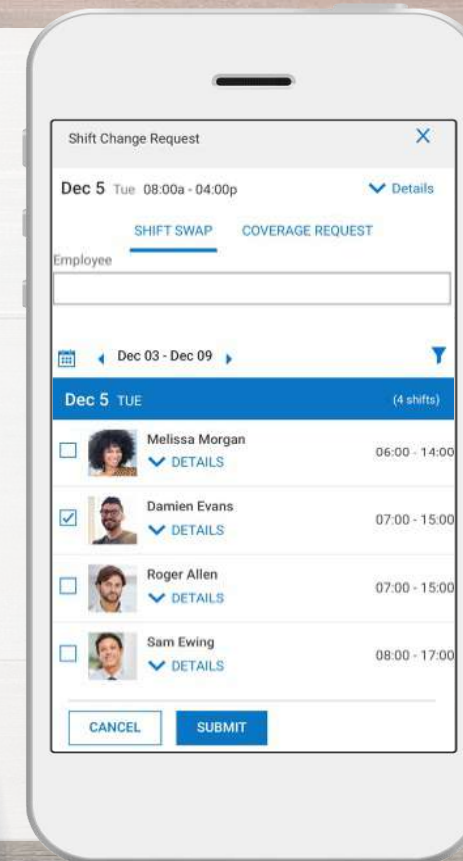 Shift Change Request X
Dec 5 Tue 08:00a - 04:00p Details
SHIFT SWAP COVERAGE REQUEST
Employee
Dec 03 - Dec 09
Dec 5 TUE (4 shifts)
Melissa Morgan
DETAILS 06:00 - 14:00
Damien Evans
DETAILS 07:00 - 15:00
Roger Allen
DETAILS 07:00 - 15:00
Sam Ewing
DETAILS 08:00 - 17:00
CANCEL SUBMIT